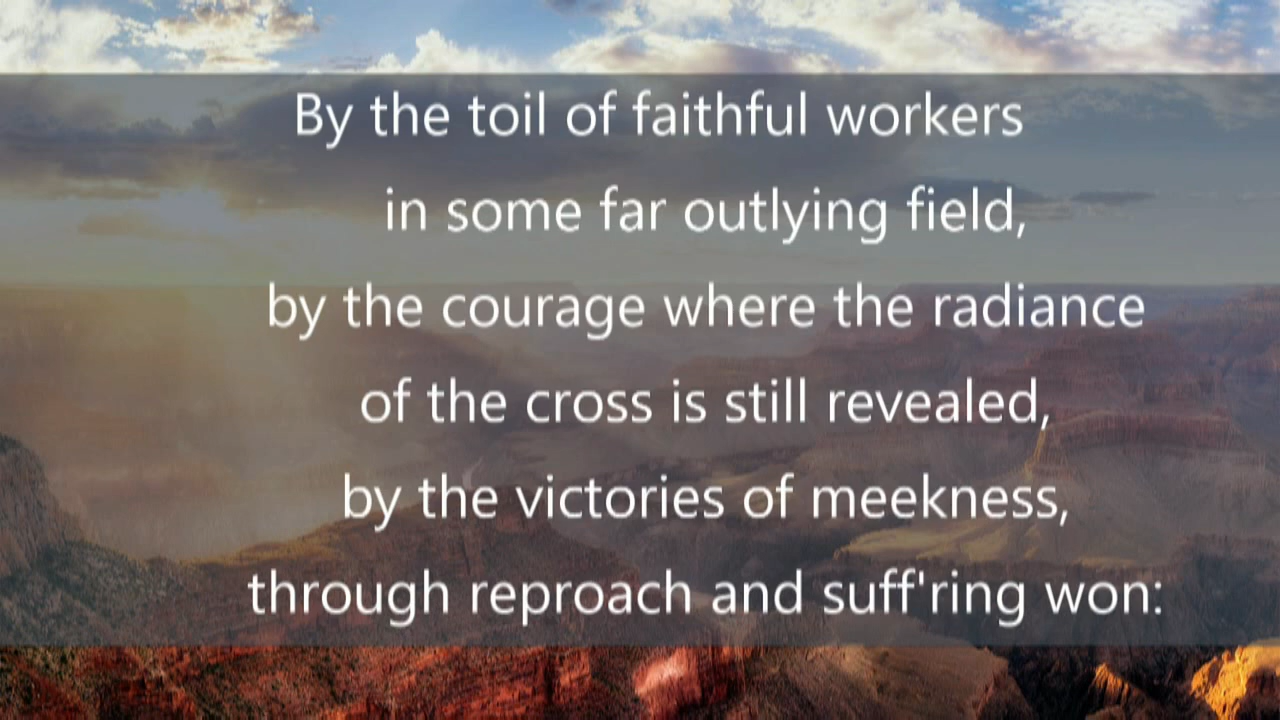 By the toil of faithful workers
in some far outlying field,
by the courage where the radiance
of the cross is still revealed,
by the victories of meekness,
through reproach and suff'ring won: